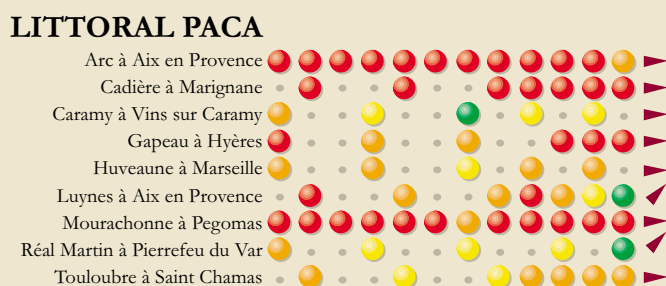 LITTORAL PACA
Arc à Aix en Provence
Cadière à Marignane
Caramy à Vins sur Caramy
Gapeau à Hyères
Huveaune à Marseille
Luynes à Aix en Provence
Mourachonne à Pegomas
Réal Martin à Pierrefeu du Var
Touloubre à Saint Chamas